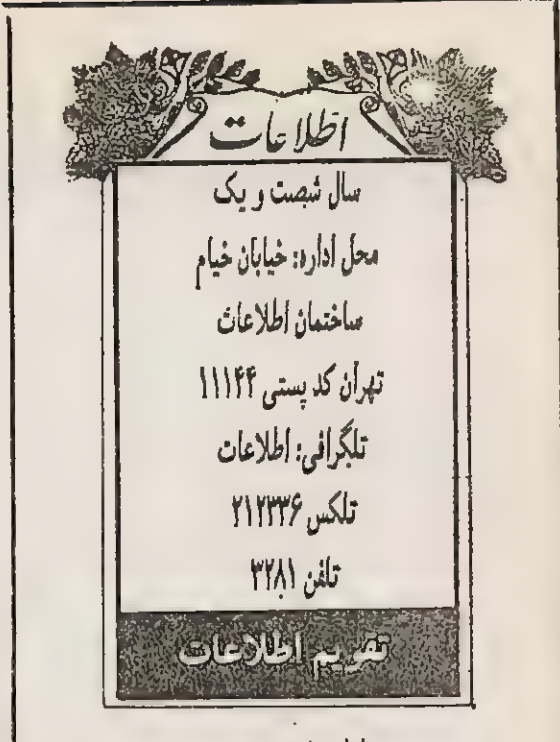 اطلاعات
سال شصت و یک
محل اداره: خیابان خیام
ساختمان اطلاعات
تهران کد پستی ۱۱۱۴۴
تلگرافی: اطلاعات
تلکس ۲۱۲۳۳۶
تلفن ۳۲۸۱
تقویم اطلاعات